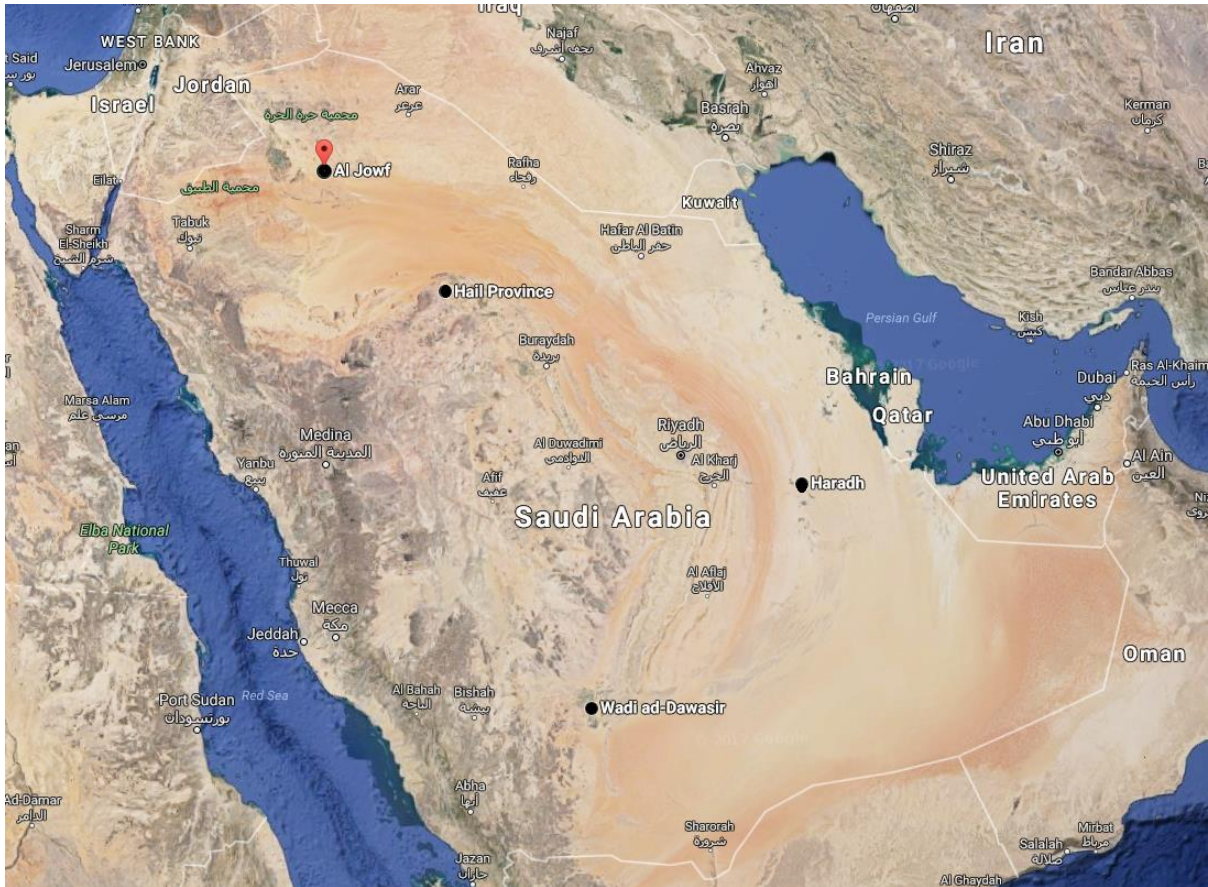 Iraq
WEST BANK
Jerusalem
Jordan
Israel
Najaf
نجف أشرف
Ahvaz
اهواز
اصفهان
Iran
Arar
عرعر
محمية حرة الحرة
Basrah
بصرة
Kerman
كرمان
Al Jowf
Rafha
رفحاء
Shiraz
شیراز
Eilat
محمية الطبيق
Kuwait
Tabuk
تبوك
Sharm
El-Sheikh
شرم الشيخ
Hafar Al Batin
حفر الباطن
Bandar Abbas
بندر عباس
Hail Province
Persian Gulf
Kish
کیش
Buraydah
بريدة
Ras Al-Khaim
رأس الخيمة
Bahrain
Dubai
دبي
Marsa Alam
مرسى علم
Qatar
Abu Dhabi
أبو ظبي
Medina
المدينة المنورة
Al Duwadimi
الدوادمي
Riyadh
الرياض
Al Kharj
الخرج
Al Ain
العين
Yanbu
ينبع
Afif
عفيف
Haradh
United Arab
Emirates
Saudi Arabia
Elba National
Park
Thuwal
ثول
Al Aflaj
الأفلاج
Mecca
مكة
Jeddah
جدة
Oman
Red Sea
Port Sudan
بورتسودان
Al Bahah
الباحة
Bishah
بيشة
Wadi ad-Dawasir
Abha
أبها
Ad-Damar
الدامر
Sharorah
شرورة
Salalah
صلالة
Mirbat
مرباط
Jazan
جازان
Al Ghaydah